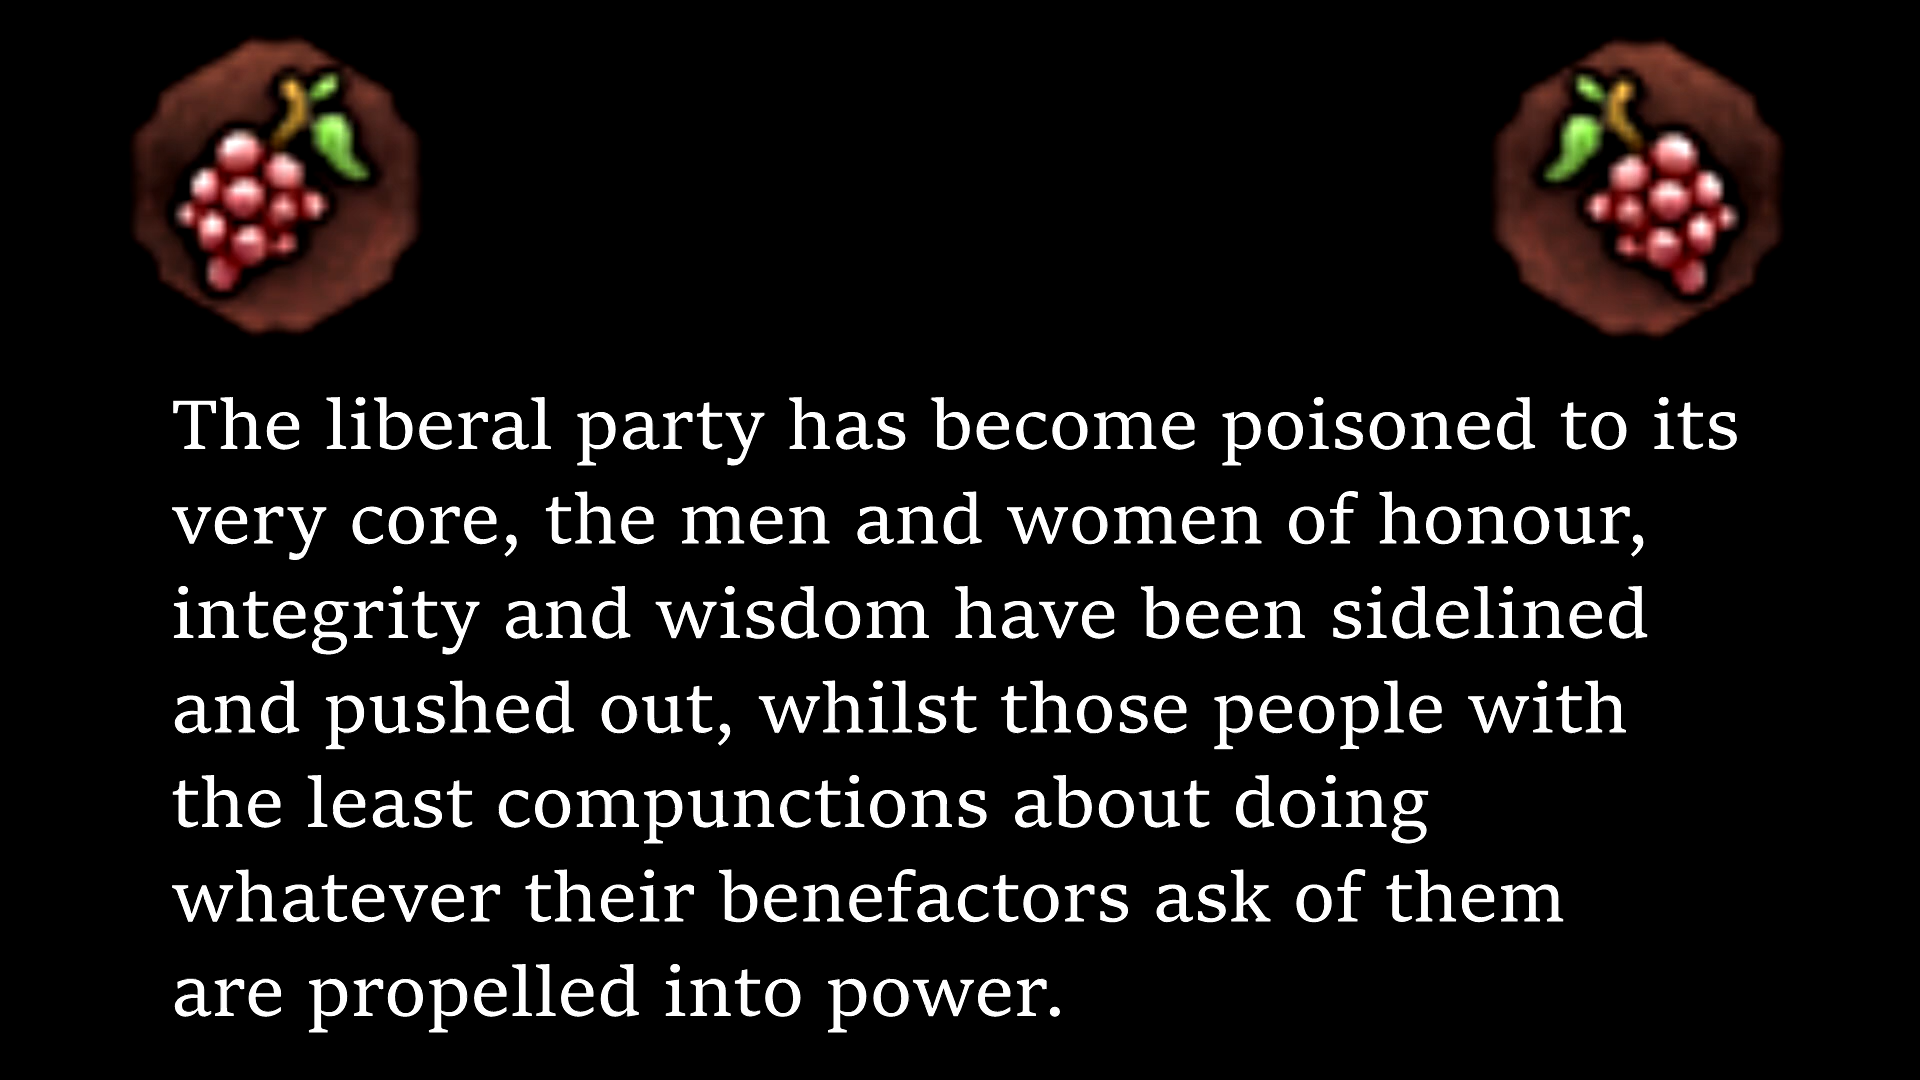 The liberal party has become poisoned to its
very core, the men and women of honour,
integrity and wisdom have been sidelined
and pushed out, whilst those people with
the least compunctions about doing
whatever their benefactors ask of them
are propelled into power.